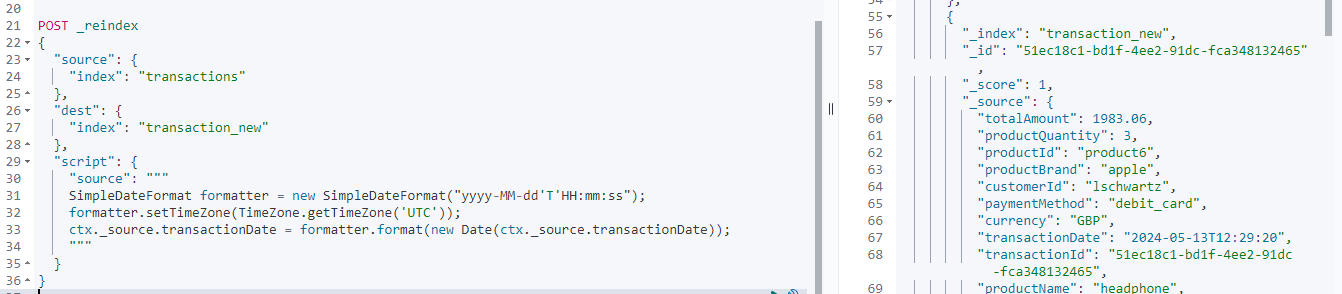 20
21 POST _reindex
22 {
23 "source": {
24 "index": "transactions"
25 },
26 "dest": {
27 "index": "transaction_new"
28 },
29 "script": {
30 "source": """
31 SimpleDateFormat formatter = new SimpleDateFormat("yyyy-MM-dd'T'HH:mm:ss");
32 formatter.setTimeZone(TimeZone.getTimeZone('UTC'));
33 ctx._source.transactionDate = formatter.format(new Date(ctx._source.transactionDate));
34 """
35 }
36 }
55 {
56 "_index": "transaction_new",
57 "_id": "51ec18c1-bd1f-4ee2-91dc-fca348132465"
,
58 "_score": 1,
59 "_source": {
60 "totalAmount": 1983.06,
61 "productQuantity": 3,
62 "productId": "product6",
63 "productBrand": "apple",
64 "customerId": "lschwartz",
65 "paymentMethod": "debit_card",
66 "currency": "GBP",
67 "transactionDate": "2024-05-13T12:29:20",
68 "transactionId": "51ec18c1-bd1f-4ee2-91dc
-fca348132465",
69 "productName": "headphone",